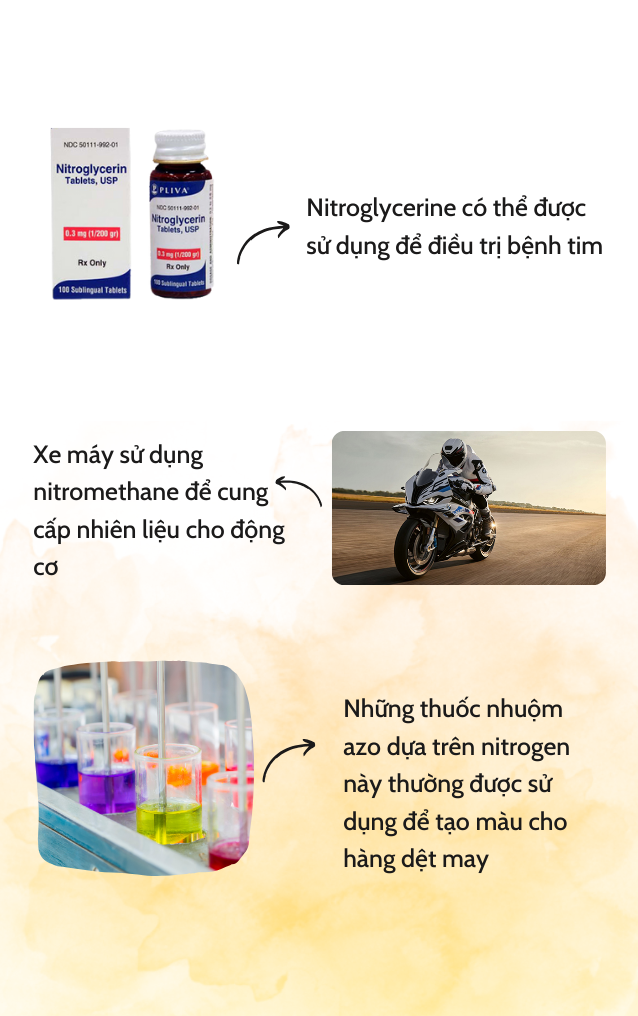 NDC 50111-992-01
Nitroglycerin
Tablets, USP
0.3 mg (1/200 gr)
Rx Only
100 Sublingual Tablets
PLIVA
NDC 50111-992-01
Nitroglycerin
Tablets, USP
0.3 mg (1/200 gr)
Rx Only
100 Sublingual Tablets
Nitroglycerine có thể được
sử dụng để điều trị bệnh tim
Xe máy sử dụng
nitromethane để cung
cấp nhiên liệu cho động
cơ
Những thuốc nhuộm
azo dựa trên nitrogen
này thường được sử
dụng để tạo màu cho
hàng dệt may